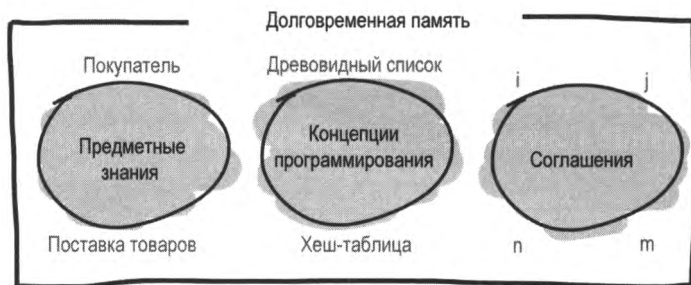 Долговременная память
Покупатель
Древовидный список
i
j
Предметные
знания
Концепции
программирования
Соглашения
Поставка товаров
Хеш-таблица
n
m